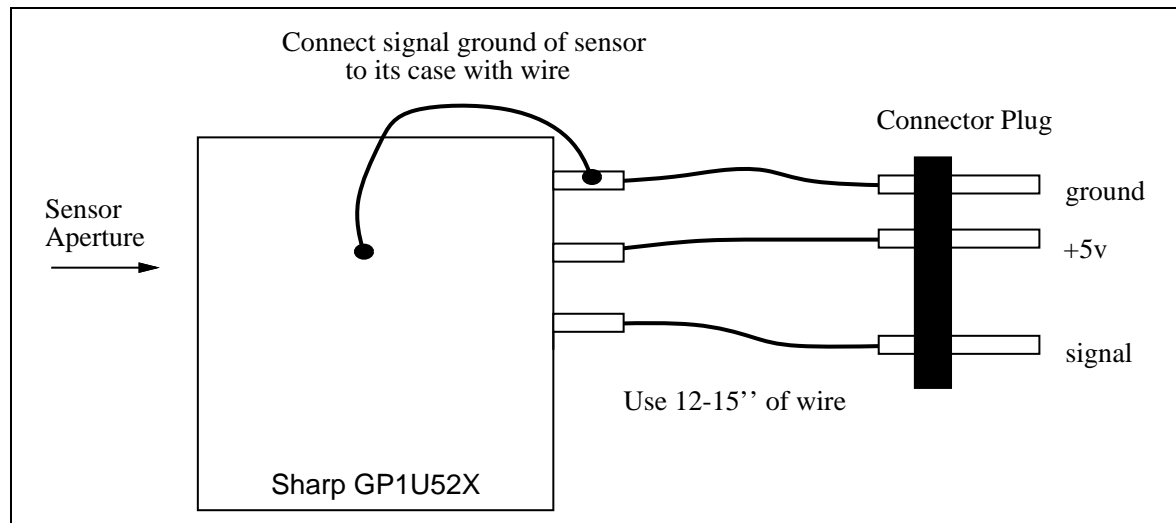 Connect signal ground of sensor
to its case with wire
Connector Plug
ground
Sensor
Aperture
+5v
signal
Use 12-15’’ of wire
Sharp GP1U52X